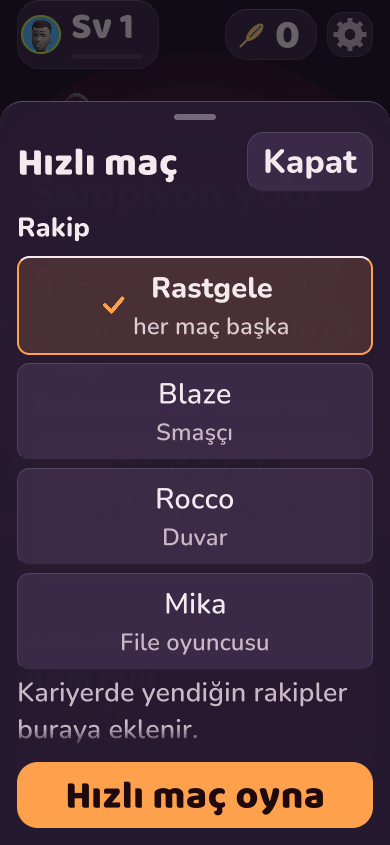 Sv 1
0
Hızlı maç
Kapat
Rakip
Rastgele
her maç başka
Blaze
Smaşçı
Rocco
Duvar
Mika
File oyuncusu
Kariyerde yendiğin rakipler
buraya eklenir.
Hızlı maç oyna